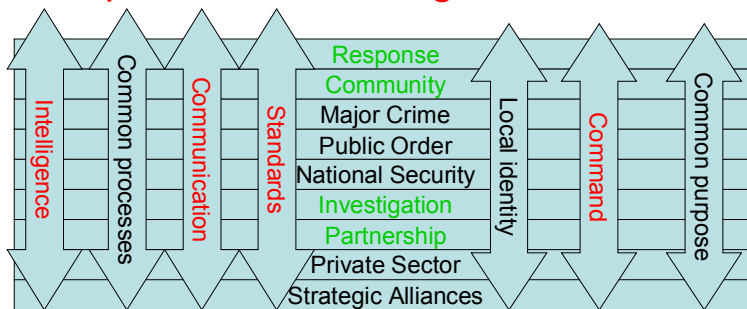 Response
Community
Major Crime
Public Order
National Security
Investigation
Partnership
Private Sector
Strategic Alliances
Intelligence
Common processes
Communication
Standards
Local identity
Command
Common purpose